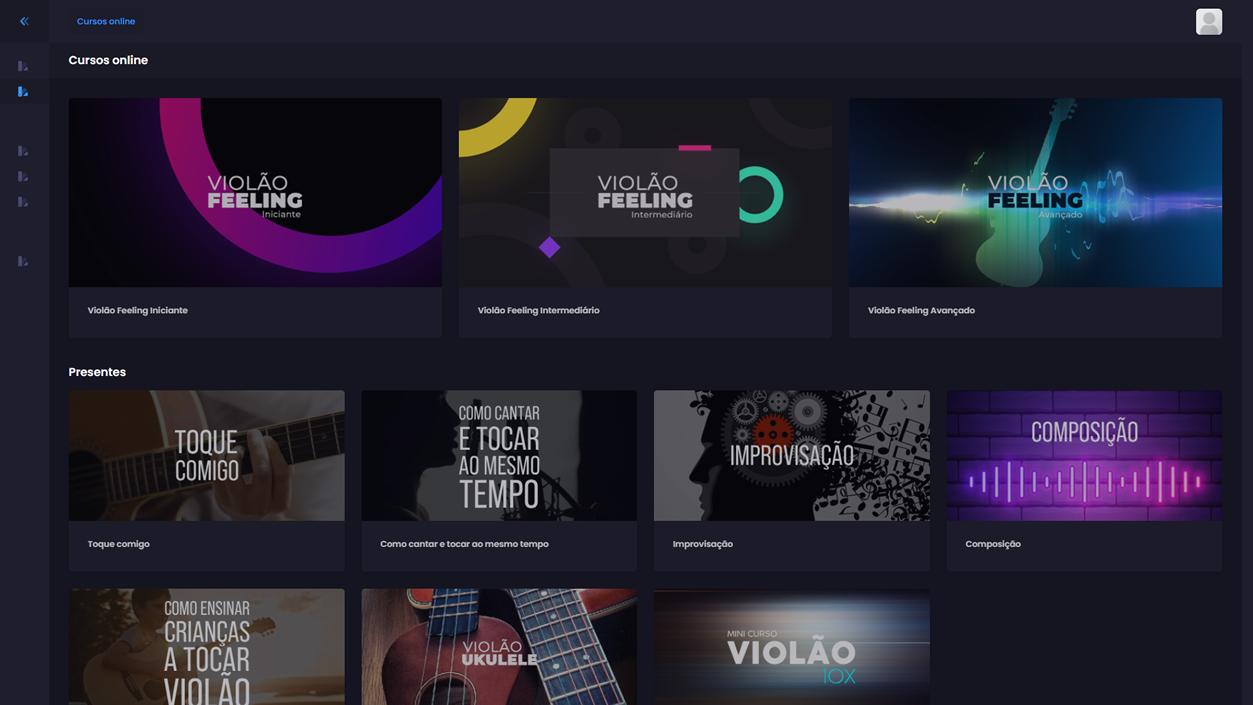 Cursos online
Cursos online
VIOLÃO
FEELING
Iniciante
VIOLÃO
FEELING
Intermediário
VIOLÃO
FEELING
Avançado
Violão Feeling Iniciante
Violão Feeling Intermediário
Violão Feeling Avançado
Presentes
TOQUE
COMIGO
COMO CANTAR
E TOCAR
AO MESMO
TEMPO
IMPROVISAÇÃO
COMPOSIÇÃO
Toque comigo
Como cantar e tocar ao mesmo tempo
Improvisação
Composição
COMO ENSINAR
CRIANÇAS
A TOCAR
VIOLÃO
VIOLÃO
UKULELE
MINI CURSO
VIOLÃO
10X